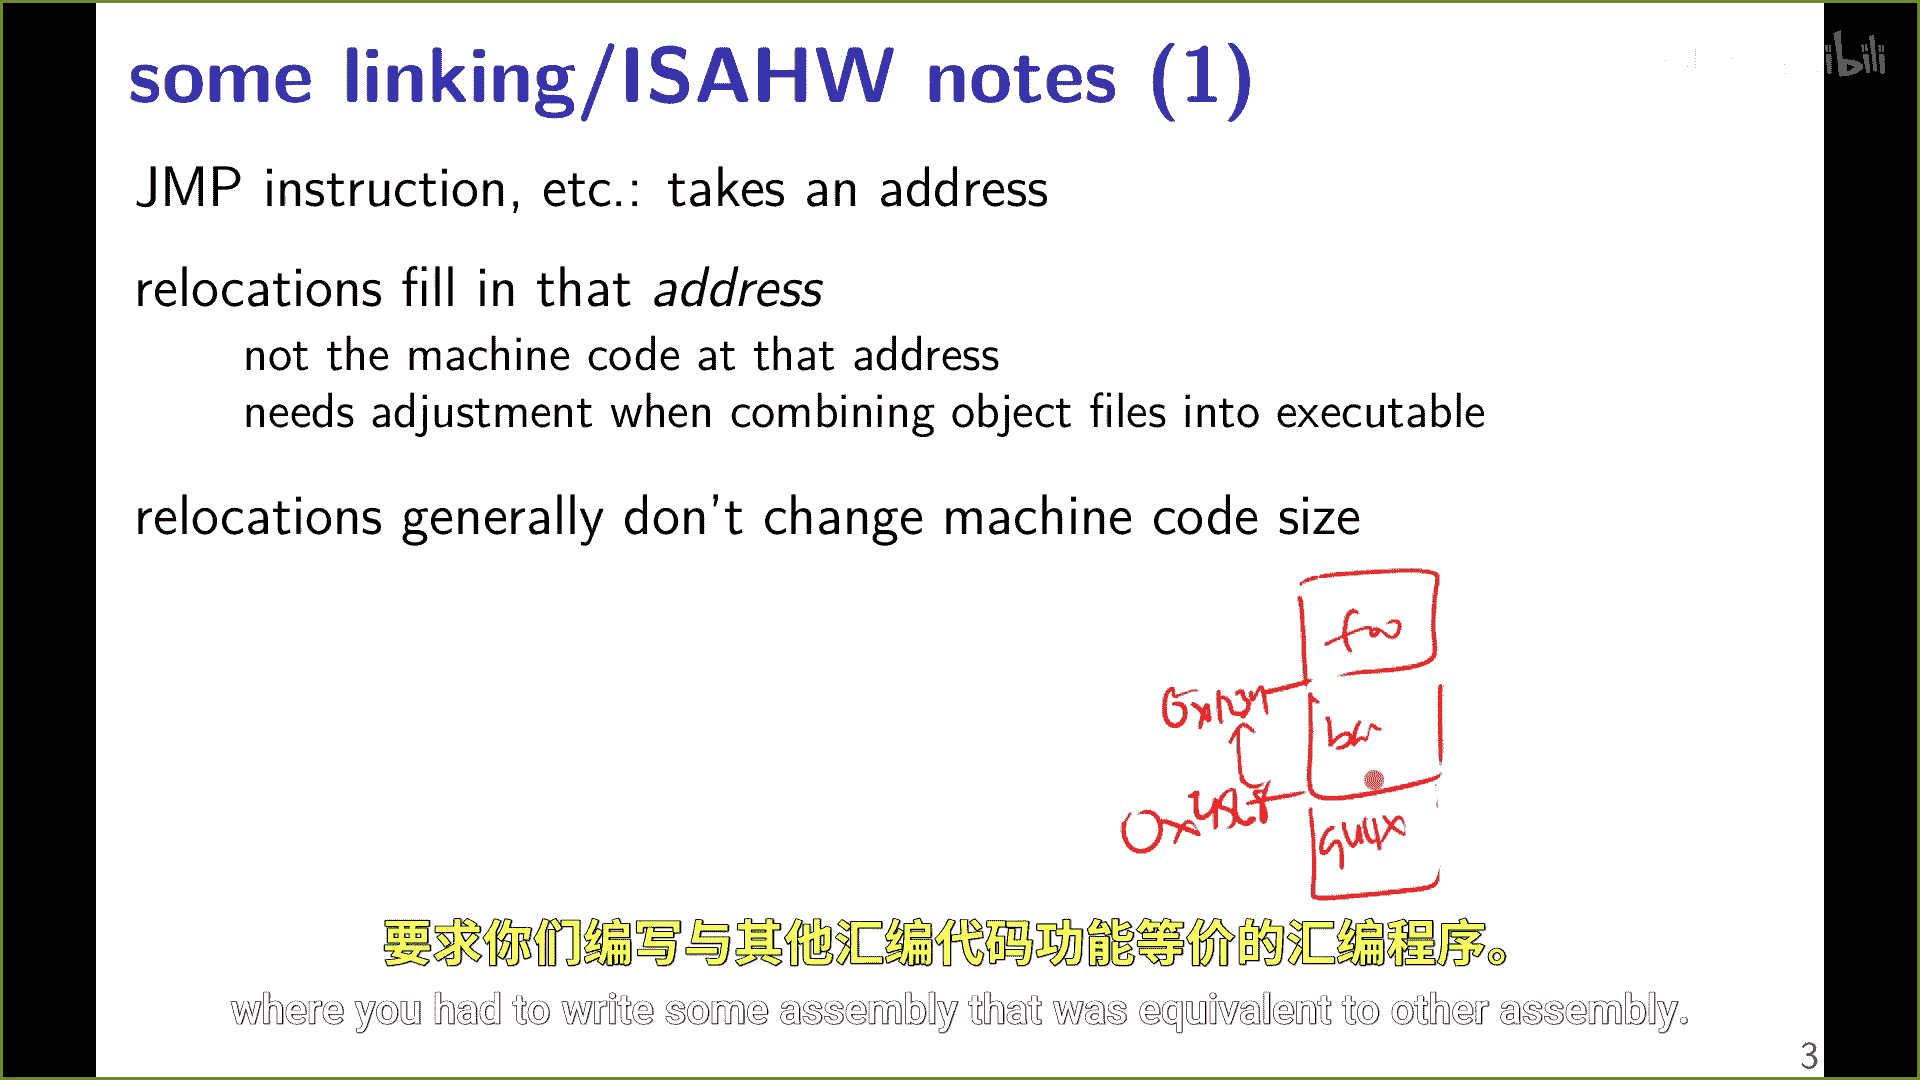 some linking/ISAHW notes (1)
JMP instruction, etc.: takes an address
relocations fill in that address
not the machine code at that address
needs adjustment when combining object files into executable
relocations generally don't change machine code size
foo
bar
quux
要求你们编写与其他汇编代码功能等价的汇编程序。
where you had to write some assembly that was equivalent to other assembly.
3